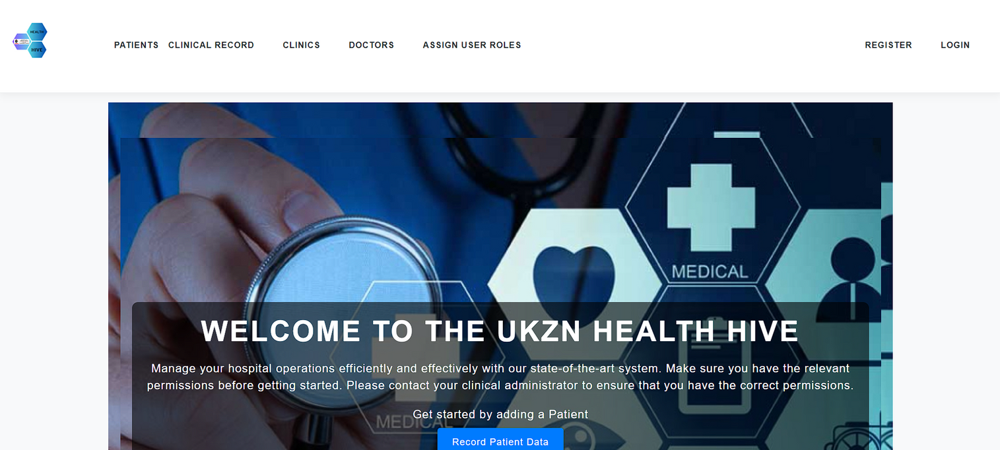 HEALTH
HIVE
PATIENTS CLINICAL RECORD CLINICS DOCTORS ASSIGN USER ROLES REGISTER LOGIN
MEDICAL
WELCOME TO THE UKZN HEALTH HIVE
Manage your hospital operations efficiently and effectively with our state-of-the-art system. Make sure you have the relevant
permissions before getting started. Please contact your clinical administrator to ensure that you have the correct permissions.
Get started by adding a Patient
MEDICAL
Record Patient Data